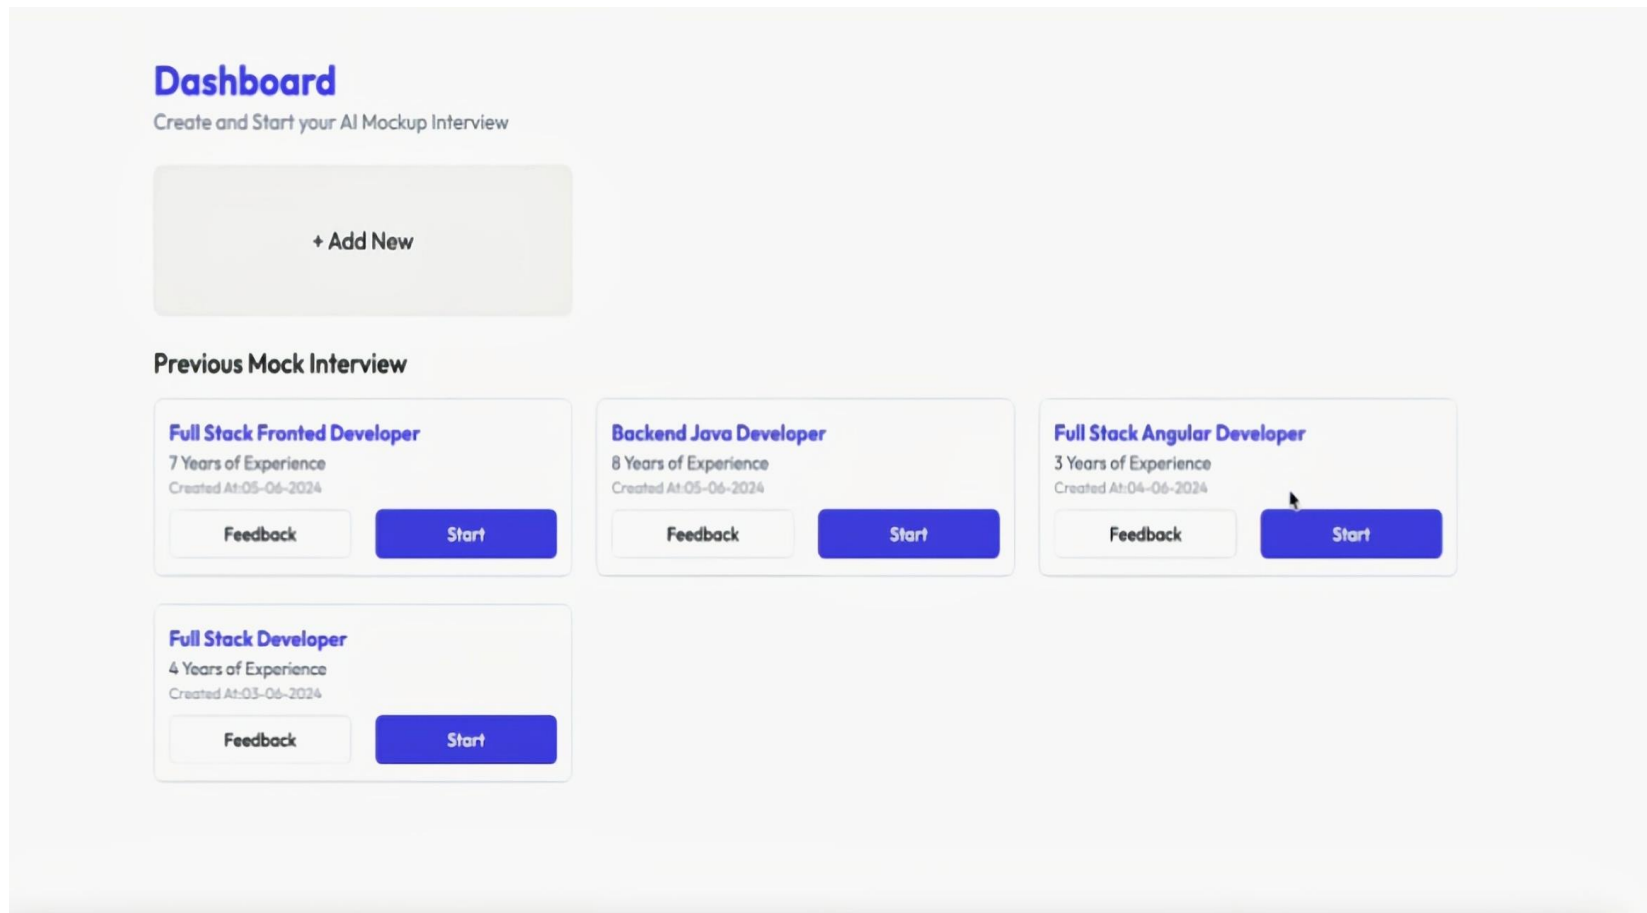 Dashboard
Create and Start your AI Mockup Interview
+ Add New
Previous Mock Interview
Full Stack Fronted Developer
7 Years of Experience
Created At:05-06-2024
Feedback
Start
Backend Java Developer
8 Years of Experience
Created At:05-06-2024
Feedback
Start
Full Stack Angular Developer
3 Years of Experience
Created At:04-06-2024
Feedback
Start
Full Stack Developer
4 Years of Experience
Created At:03-06-2024
Feedback
Start